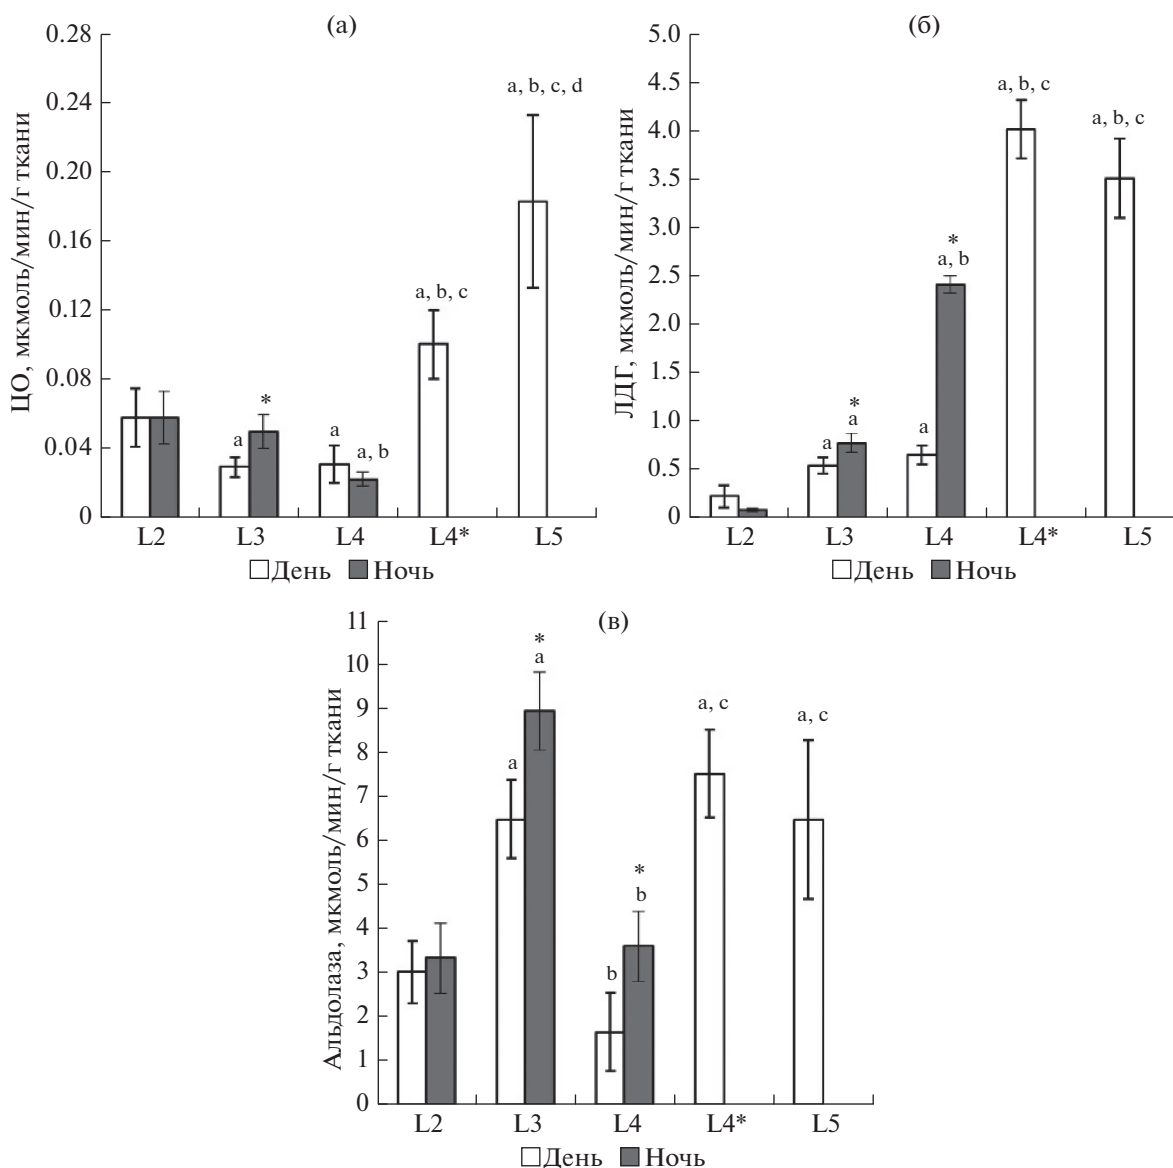 (а)
ЦО, мкмоль/мин/г ткани
0.28
0.24
0.20
0.16
0.12
0.08
0.04
0
a
*
a
a, b
a, b, c
a, b, c, d
L2 L3 L4 L4* L5
День Ночь
(б)
ЛДГ, мкмоль/мин/г ткани
5.0
4.5
4.0
3.5
3.0
2.5
2.0
1.5
1.0
0.5
0
a
*
a
a
*
a, b
a, b, c
a, b, c
L2 L3 L4 L4* L5
День Ночь
(в)
Альдолаза, мкмоль/мин/г ткани
11
10
9
8
7
6
5
4
3
2
1
0
a
*
a
b
*
b
a, c
a, c
L2 L3 L4 L4* L5
День Ночь